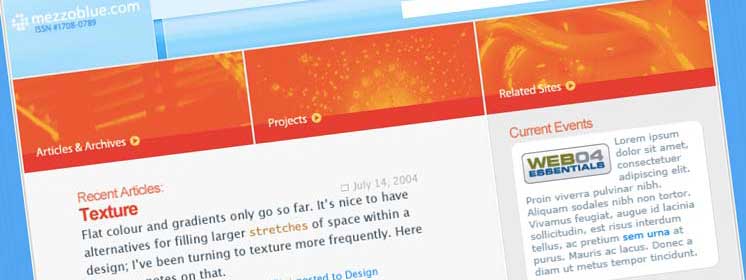 mezzoblue.com
ISSN #1708-0789
Articles & Archives
Projects
Related Sites
Recent Articles:
July 14, 2004
Texture
Flat colour and gradients only go so far. It's nice to have
alternatives for filling larger stretches of space within a
design; I've been turning to texture more frequently. Here
notes on that.
posted to Design
Current Events
WEB04
ESSENTIALS
Lorem ipsum
dolor sit amet,
consectetuer
adipiscing elit.
Proin viverra pulvinar nibh.
Aliquam sodales nibh non tortor.
Vivamus feugiat, augue id lacinia
sollicitudin, est risus interdum
tellus, ac pretium sem urna at
purus. Mauris ac lacus. Donec a
diam ut metus tempor tincidunt.